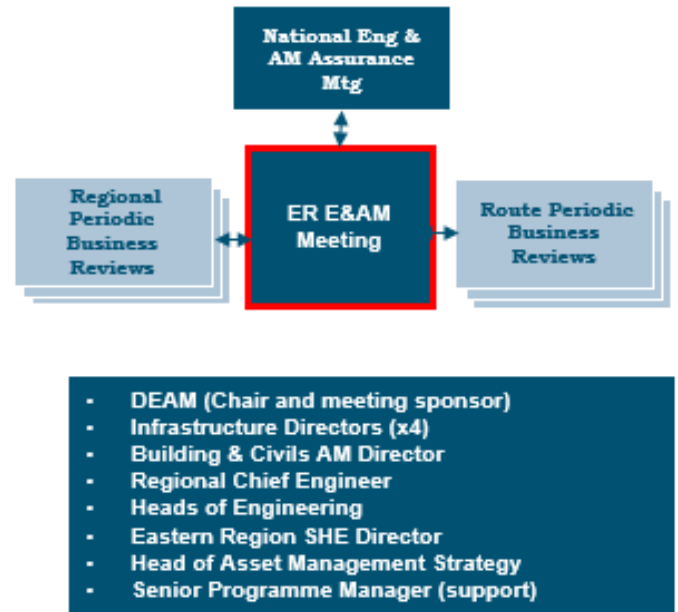 National Eng &
AM Assurance
Mtg
Regional
Periodic
Business
Reviews
ER E&AM
Meeting
Route Periodic
Business
Reviews
- DEAM (Chair and meeting sponsor)
- Infrastructure Directors (x4)
- Building & Civils AM Director
- Regional Chief Engineer
- Heads of Engineering
- Eastern Region SHE Director
- Head of Asset Management Strategy
- Senior Programme Manager (support)